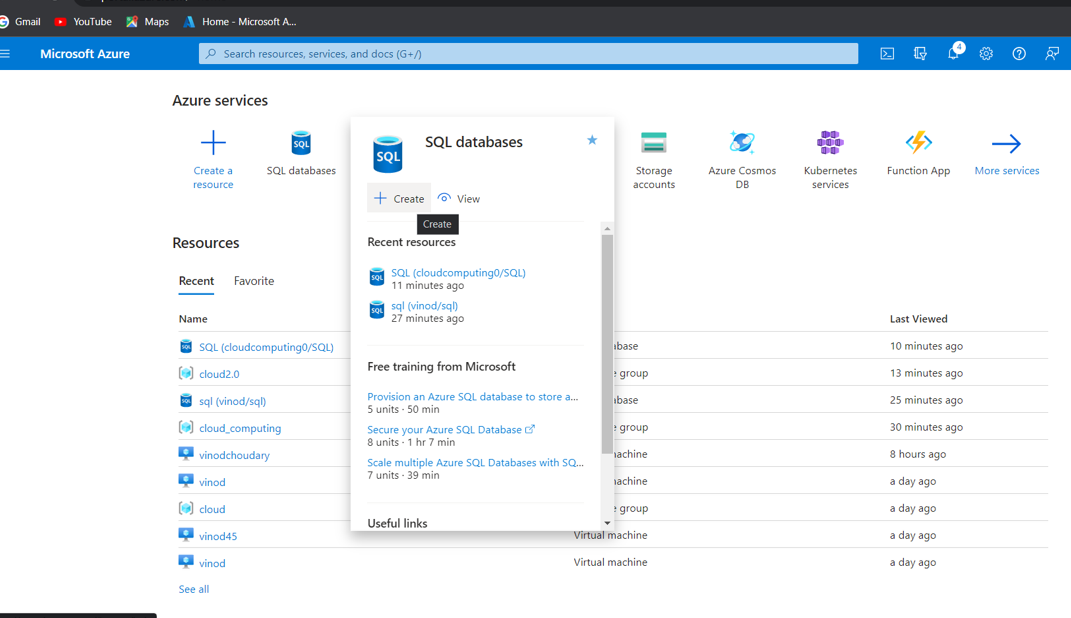 Gmail YouTube Maps Home - Microsoft A...
Microsoft Azure Search resources, services, and docs (G+/) 4
Azure services
SQL databases
Create a resource
SQL databases
Storage accounts
Azure Cosmos DB
Kubernetes services
Function App
More services
SQL
Create View
Create
Recent resources
SQL (cloudcomputing0/SQL)
11 minutes ago
sql (vinod/sql)
27 minutes ago
Free training from Microsoft
Provision an Azure SQL database to store a...
5 units · 50 min
Secure your Azure SQL Database
8 units · 1 hr 7 min
Scale multiple Azure SQL Databases with SQ...
7 units · 39 min
Useful links
Resources
Recent Favorite
Name Last Viewed
SQL (cloudcomputing0/SQL) 10 minutes ago
cloud2.0 group 13 minutes ago
sql (vinod/sql) 25 minutes ago
cloud_computing group 30 minutes ago
vinodchoudary 8 hours ago
vinod a day ago
cloud group a day ago
vinod45 Virtual machine a day ago
vinod Virtual machine a day ago
See all